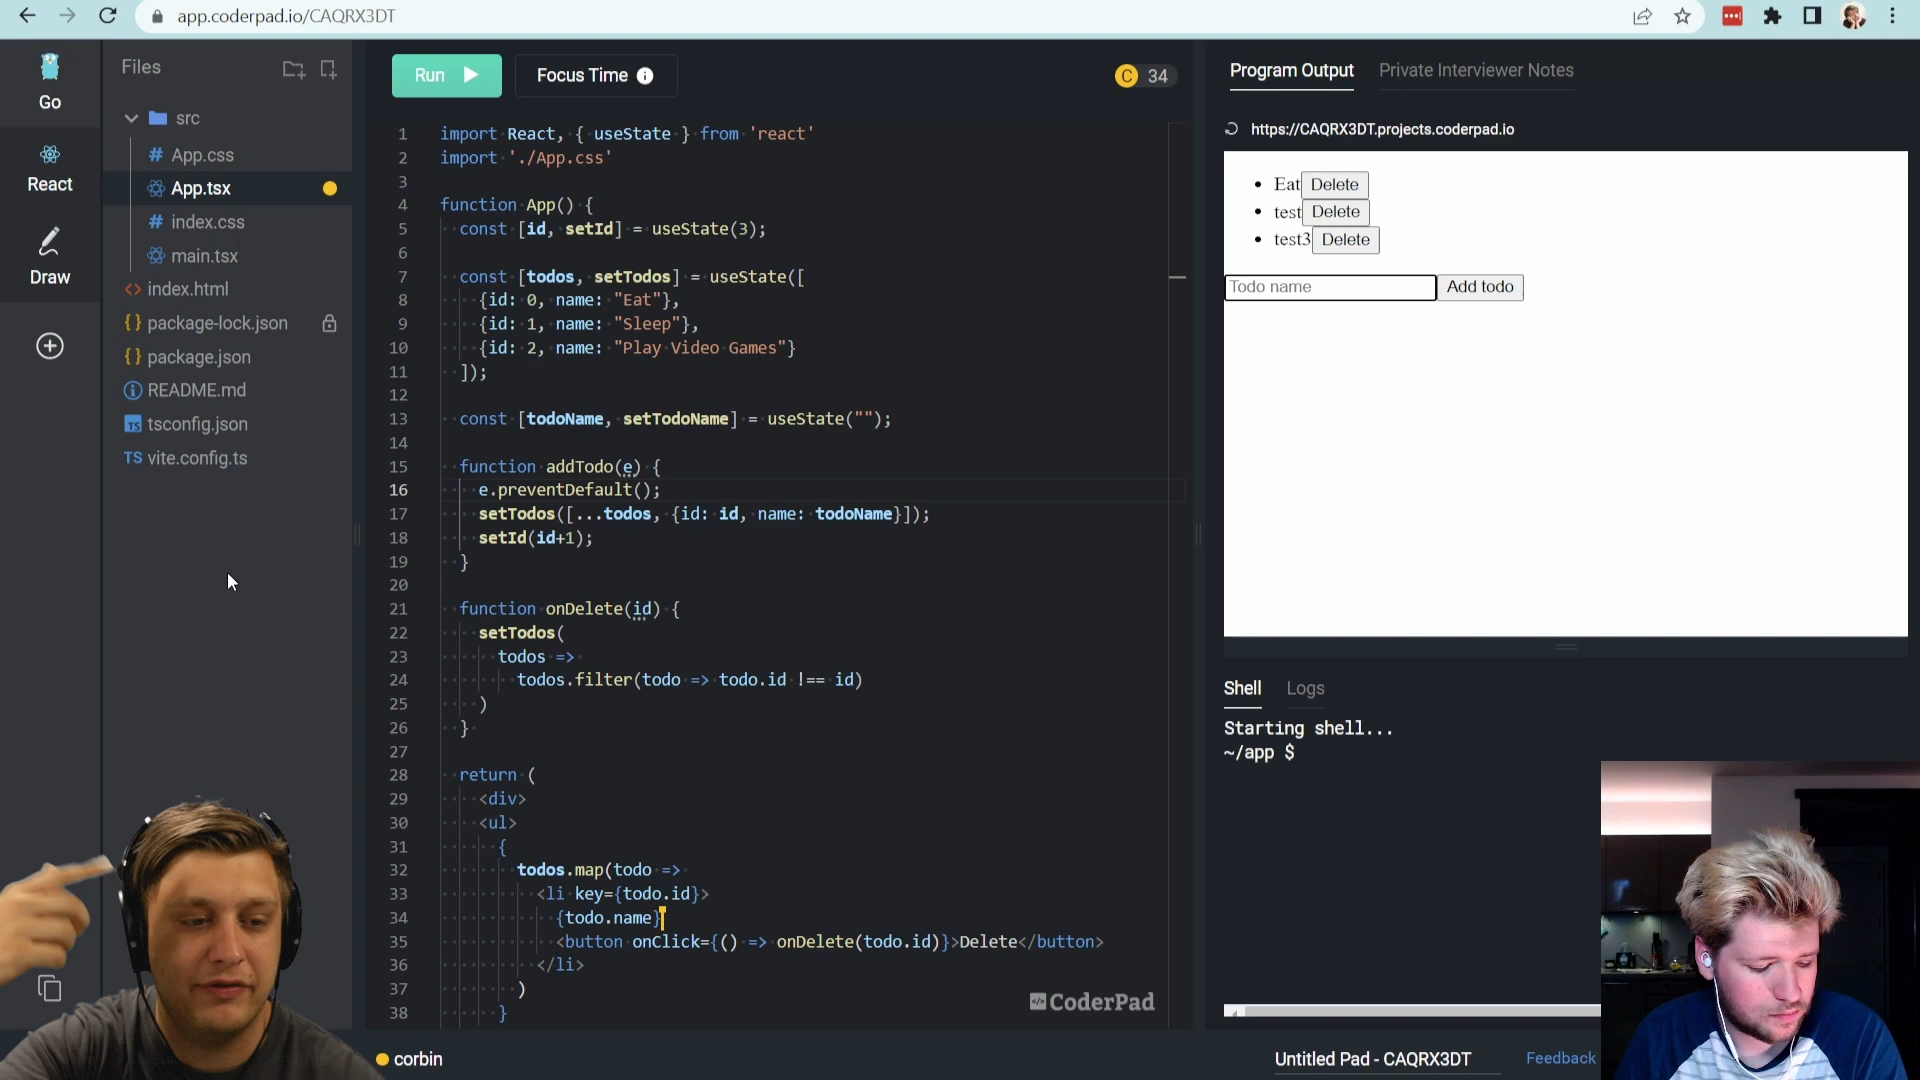 app.coderpad.io/CAQRX3DT
Go
React
Draw
Files
src
App.css
App.tsx
index.css
main.tsx
index.html
package-lock.json
package.json
README.md
tsconfig.json
TS vite.config.ts
Run
Focus Time
C 34
1 import React, { useState } from 'react'
2 import './App.css'
3
4 function App() {
5 const [id, setId] = useState(3);
6
7 const [todos, setTodos] = useState([
8 {id: 0, name: "Eat"},
9 {id: 1, name: "Sleep"},
10 {id: 2, name: "Play Video Games"}
11 ]);
12
13 const [todoName, setTodoName] = useState("");
14
15 function addTodo(e) {
16 e.preventDefault();
17 setTodos([...todos, {id: id, name: todoName}]);
18 setId(id+1);
19 }
20
21 function onDelete(id) {
22 setTodos(
23 todos =>
24 todos.filter(todo => todo.id !== id)
25 )
26 }
27
28 return (
29 <div>
30 <ul>
31 {
32 todos.map(todo =>
33 <li key={todo.id}>
34 {todo.name}
35 <button onClick={() => onDelete(todo.id)}>Delete</button>
36 </li>
37 )
38 }
CoderPad
corbin
Program Output
Private Interviewer Notes
https://CAQRX3DT.projects.coderpad.io
• Eat Delete
• test Delete
• test3 Delete
Todo name
Add todo
Shell
Logs
Starting shell...
~/app $
Untitled Pad - CAQRX3DT
Feedback